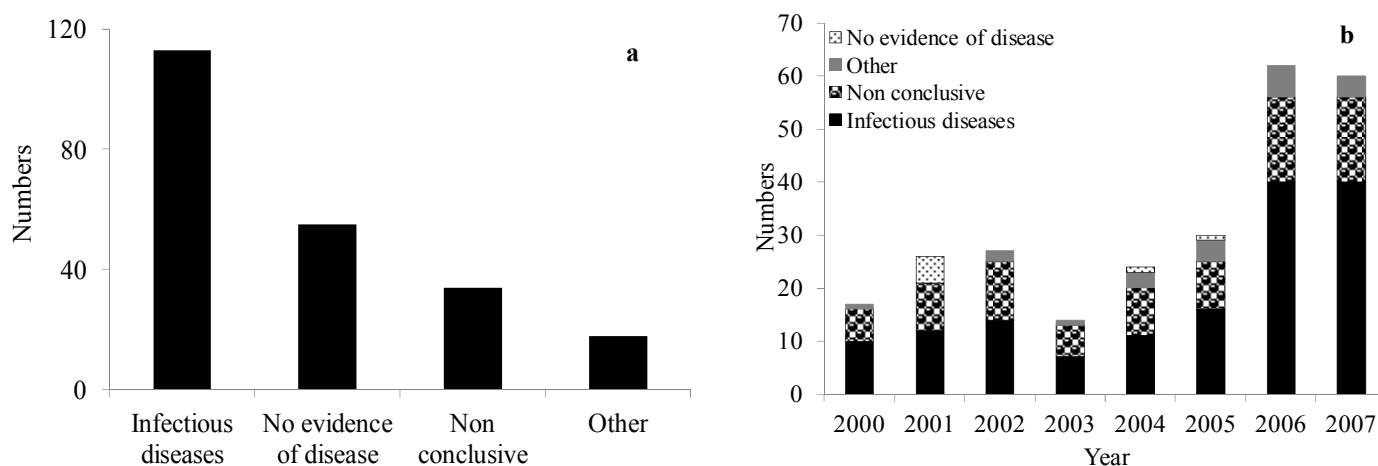 120
80
40
0
Numbers
a
Infectious
diseases
No evidence
of disease
Non
conclusive
Other
70
60
50
40
30
20
10
0
Numbers
b
No evidence of disease
Other
Non conclusive
Infectious diseases
2000 2001 2002 2003 2004 2005 2006 2007
Year